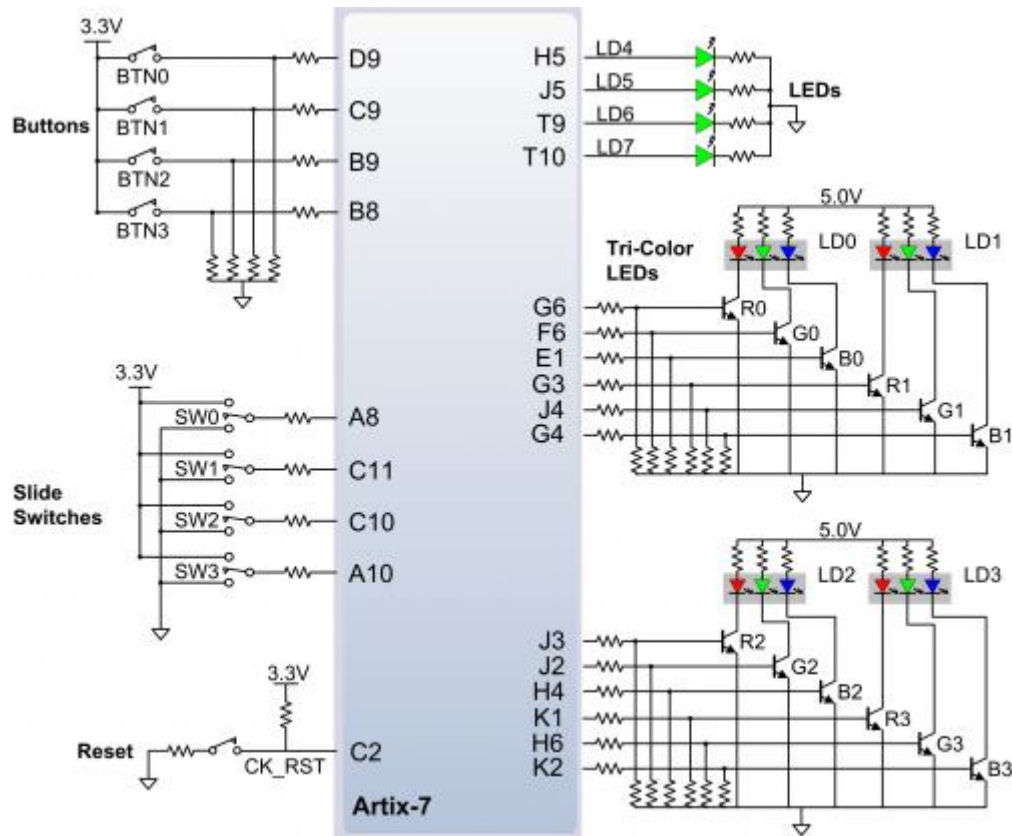 3.3V
BTN0
BTN1
BTN2
BTN3
Buttons
D9
C9
B9
B8
3.3V
SW0
SW1
SW2
SW3
Slide
Switches
A8
C11
C10
A10
3.3V
Reset
CK_RST
C2
Artix-7
H5
J5
T9
T10
LD4
LD5
LD6
LD7
LEDs
5.0V
LD0
LD1
Tri-Color
LEDs
G6
F6
E1
G3
J4
G4
R0
G0
B0
R1
G1
B1
5.0V
LD2
LD3
J3
J2
H4
K1
H6
K2
R2
G2
B2
R3
G3
B3